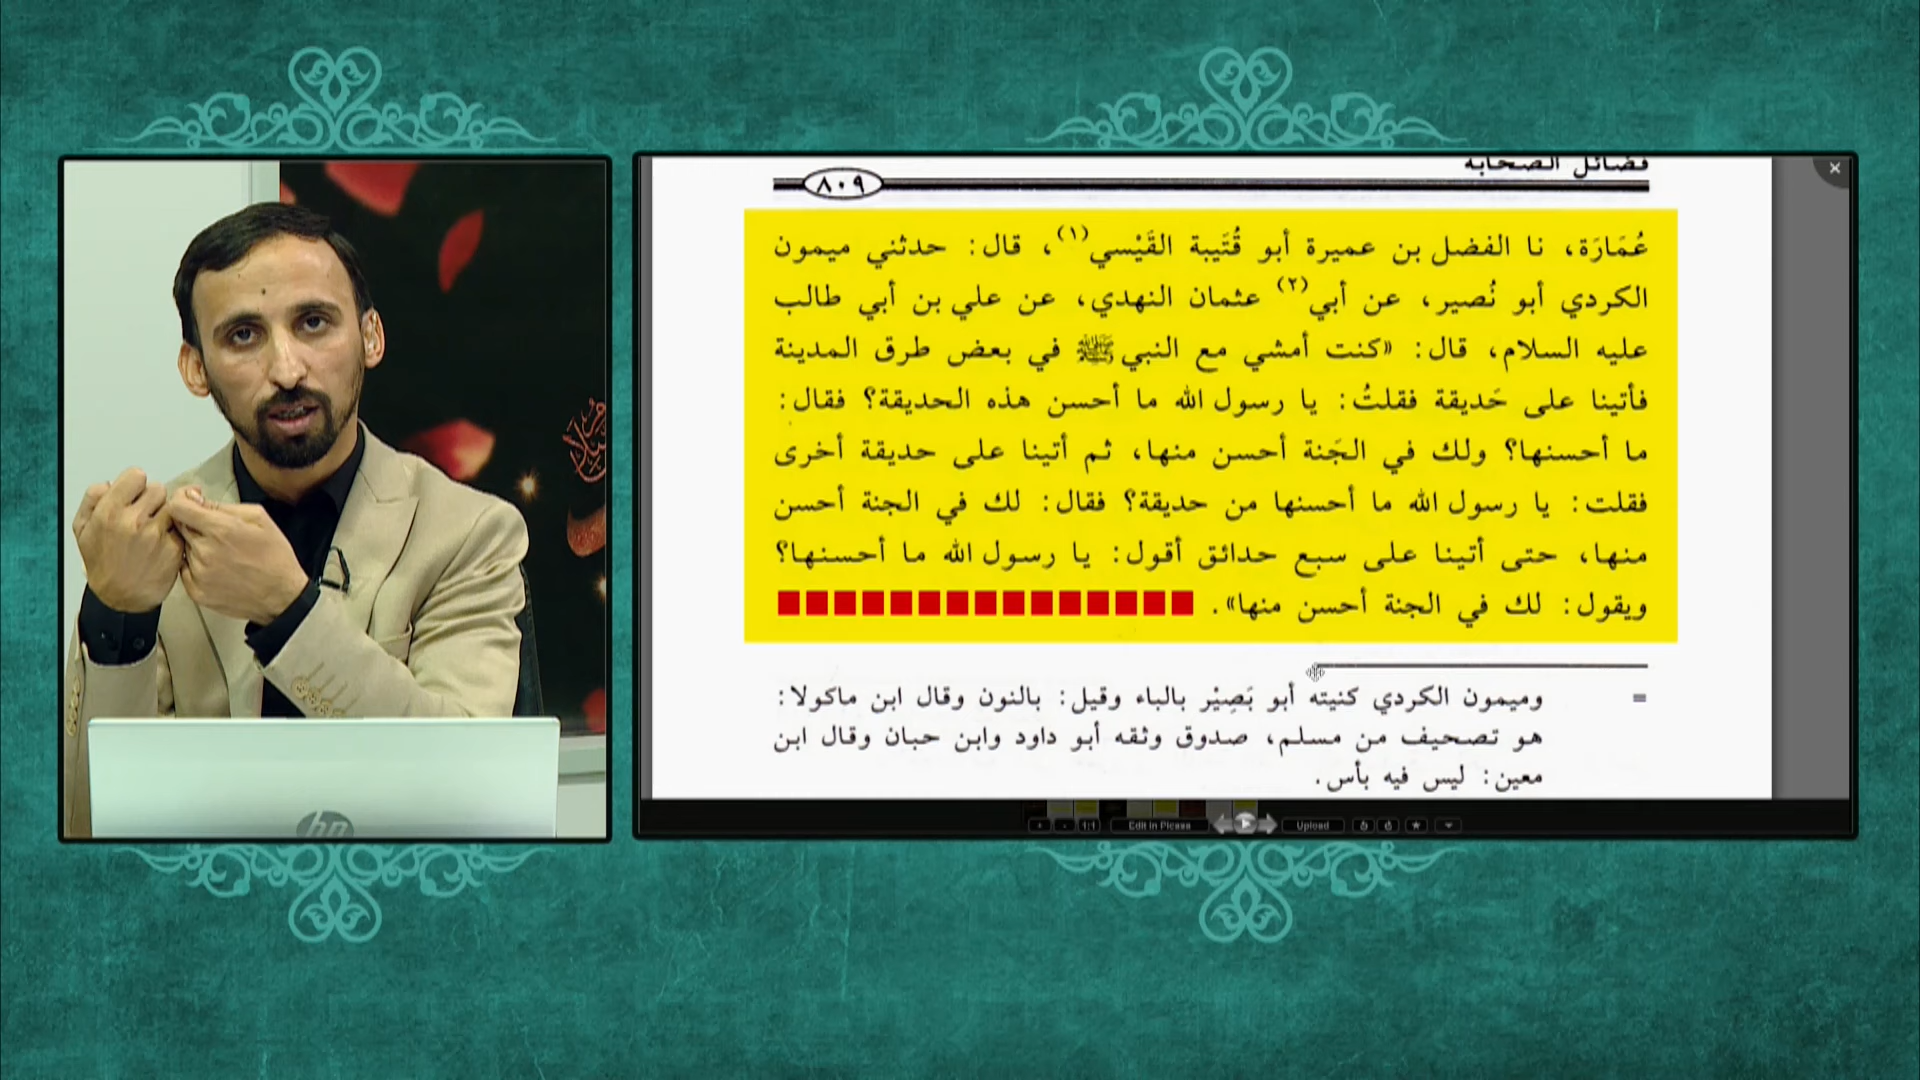 فضائل الصحابة
٨٠٩
عُمَارَة، نا الفضل بن عميرة أبو قُتَيبة القَيْسي(١)، قال: حدثني ميمون
الكردي أبو نُصير، عن أبي(٢) عثمان النهدي، عن علي بن أبي طالب
عليه السلام، قال: «كنت أمشي مع النبي ﷺ في بعض طرق المدينة
فأتينا على حَديقة فقلتُ: يا رسول الله ما أحسن هذه الحديقة؟ فقال:
ما أحسنها؟ ولك في الجَنة أحسن منها، ثم أتينا على حديقة أخرى
فقلت: يا رسول الله ما أحسنها من حديقة؟ فقال: لك في الجنة أحسن
منها، حتى أتينا على سبع حدائق أقول: يا رسول الله ما أحسنها؟
ويقول: لك في الجنة أحسن منها».
= وميمون الكردي كنيته أبو بَصِيْر بالباء وقيل: بالنون وقال ابن ماكولا:
هو تصحيف من مسلم، صدوق وثقه أبو داود وابن حبان وقال ابن
معين: ليس فيه بأس.
1:1 Edit in Picasa Upload
hp